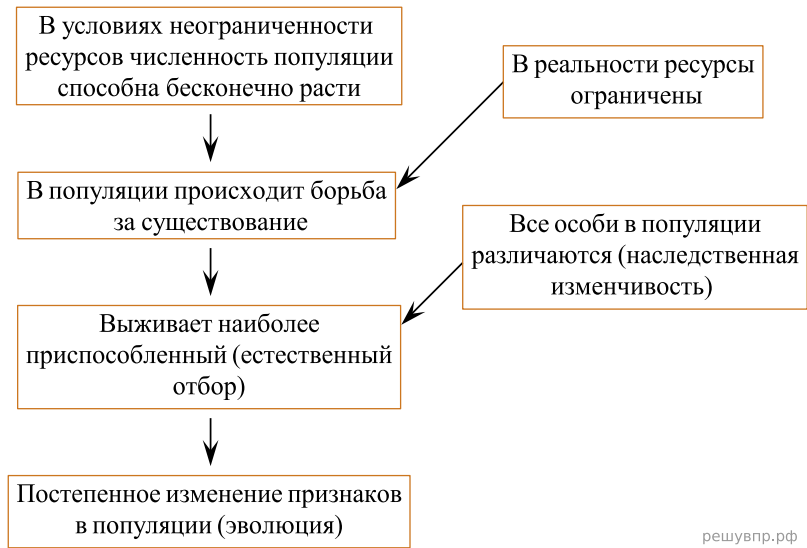 В условиях неограниченности
ресурсов численность популяции
способна бесконечно расти
В реальности ресурсы
ограничены
В популяции происходит борьба
за существование
Все особи в популяции
различаются (наследственная
изменчивость)
Выживает наиболее
приспособленный (естественный
отбор)
Постепенное изменение признаков
в популяции (эволюция)
решувпр.рф